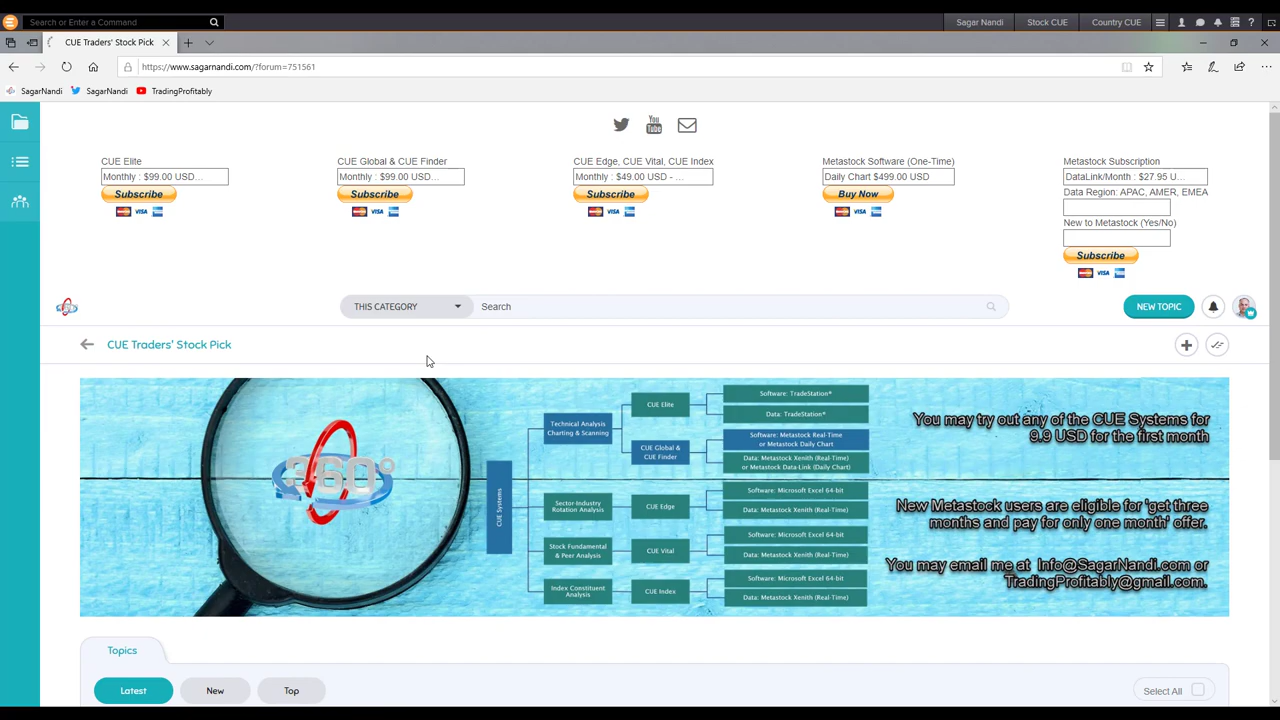 Search or Enter a Command
Sagar Nandi
Stock CUE
Country CUE
CUE Traders' Stock Pick
https://www.sagarnandi.com/?forum=751561
SagarNandi
SagarNandi
TradingProfitably
You Tube
CUE Elite
Monthly : $99.00 USD...
Subscribe
VISA
CUE Global & CUE Finder
Monthly : $99.00 USD...
Subscribe
VISA
CUE Edge, CUE Vital, CUE Index
Monthly : $49.00 USD - ...
Subscribe
VISA
Metastock Software (One-Time)
Daily Chart $499.00 USD
Buy Now
VISA
Metastock Subscription
DataLink/Month : $27.95 U...
Data Region: APAC, AMER, EMEA
New to Metastock (Yes/No)
Subscribe
VISA
THIS CATEGORY
Search
NEW TOPIC
CUE Traders' Stock Pick
CUE Systems
Technical Analysis
Charting & Scanning
CUE Elite
Software: TradeStation*
Data: TradeStation*
CUE Global &
CUE Finder
Software: Metastock Real-Time
or Metastock Daily Chart
Data: Metastock Xenith (Real-Time)
or Metastock Data-Link (Daily Chart)
Sector-Industry
Rotation Analysis
CUE Edge
Software: Microsoft Excel 64-bit
Data: Metastock Xenith (Real-Time)
Stock Fundamental
& Peer Analysis
CUE Vital
Software: Microsoft Excel 64-bit
Data: Metastock Xenith (Real-Time)
Index Constituent
Analysis
CUE Index
Software: Microsoft Excel 64-bit
Data: Metastock Xenith (Real-Time)
You may try out any of the CUE Systems for
9.9 USD for the first month
New Metastock users are eligible for 'get three
months and pay for only one month' offer.
You may email me at Info@SagarNandi.com or
TradingProfitably@gmail.com.
Topics
Latest
New
Top
Select All